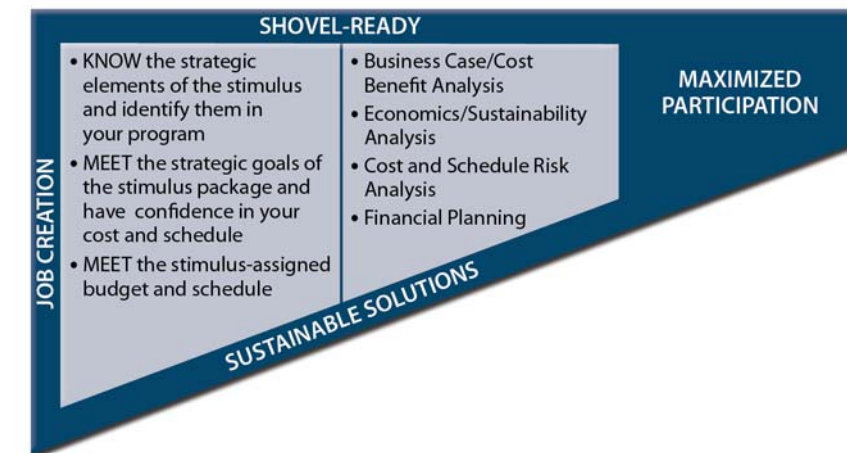 SHOVEL-READY
• KNOW the strategic
elements of the stimulus
and identify them in
your program
• MEET the strategic goals of
the stimulus package and
have confidence in your
cost and schedule
• MEET the stimulus-assigned
budget and schedule
• Business Case/Cost
Benefit Analysis
• Economics/Sustainability
Analysis
• Cost and Schedule Risk
Analysis
• Financial Planning
MAXIMIZED
PARTICIPATION
JOB CREATION
SUSTAINABLE SOLUTIONS